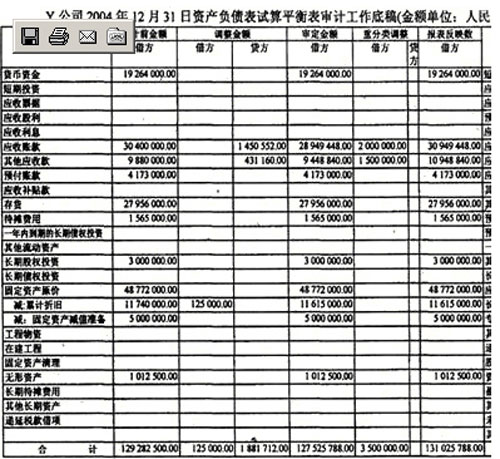 Y 公司 2004 年 12 月 31 日资产负债表试算平衡表审计工作底稿(金额单位：人民
前金额 调整金额 审定金额 重分类调整 报表反映数
借方 借方 贷方 借方 借方 贷方 借方
货币资金 19 264 000.00 19 264 000.00 19 264 000.00
短期投资
应收票据
应收股利
应收利息
应收账款 30 400 000.00 1 450 552.00 28 949 448.00 2 000 000.00 30 949 448.00
其他应收款 9 880 000.00 431 160.00 9 448 840.00 1 500 000.00 10 948 840.00
预付账款 4 173 000.00 4 173 000.00 4 173 000.00
应收补贴款
存货 27 956 000.00 27 956 000.00 27 956 000.00
待摊费用 1 565 000.00 1 565 000.00 1 565 000.00
一年内到期的长期债权投资
其他流动资产
长期股权投资 3 000 000.00 3 000 000.00 3 000 000.00
长期债权投资
固定资产原价 48 772 000.00 48 772 000.00 48 772 000.00
减:累计折旧 11 740 000.00 125 000.00 11 615 000.00 11 615 000.00
减：固定资产减值准备 5 000 000.00 5 000 000.00 5 000 000.00
工程物资
在建工程
固定资产清理
无形资产 1 012 500.00 1 012 500.00 1 012 500.00
长期待摊费用
其他长期资产
递延税款借项
合 计 129 282 500.00 125 000.00 1 881 712.00 127 525 788.00 3 500 000.00 131 025 788.00